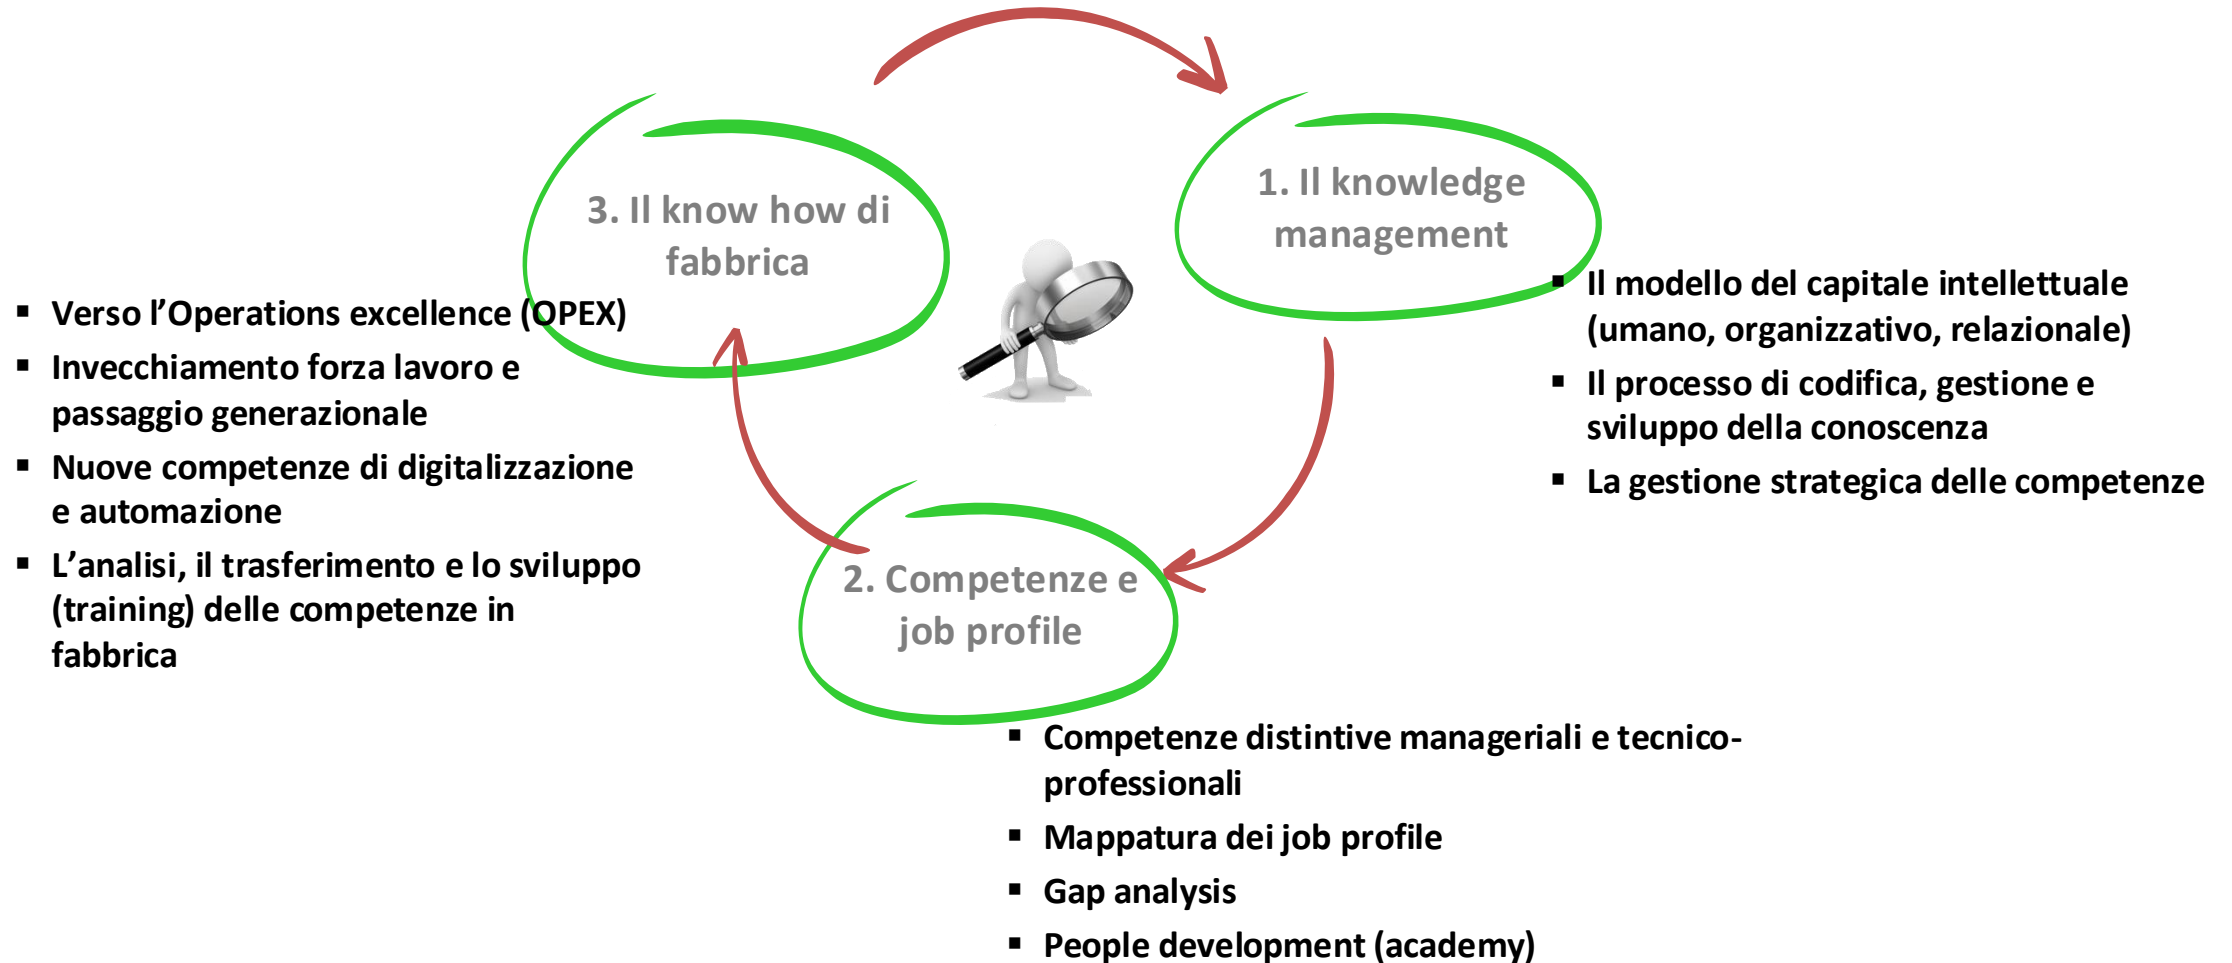 1. Il knowledge
management
▪ Il modello del capitale intellettuale
(umano, organizzativo, relazionale)
▪ Il processo di codifica, gestione e
sviluppo della conoscenza
▪ La gestione strategica delle competenze
2. Competenze e
job profile
▪ Competenze distintive manageriali e tecnico-
professionali
▪ Mappatura dei job profile
▪ Gap analysis
▪ People development (academy)
3. Il know how di
fabbrica
▪ Verso l’Operations excellence (OPEX)
▪ Invecchiamento forza lavoro e
passaggio generazionale
▪ Nuove competenze di digitalizzazione
e automazione
▪ L’analisi, il trasferimento e lo sviluppo
(training) delle competenze in
fabbrica